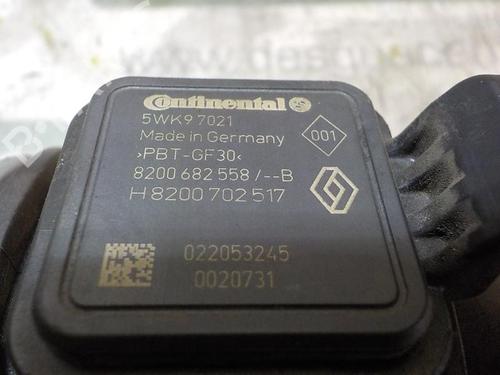 Continental
5WK9 7021
Made in Germany
001
›PBT-GF30‹
8200 682 558 /--B
H 8200 702 517
022053245
0020731